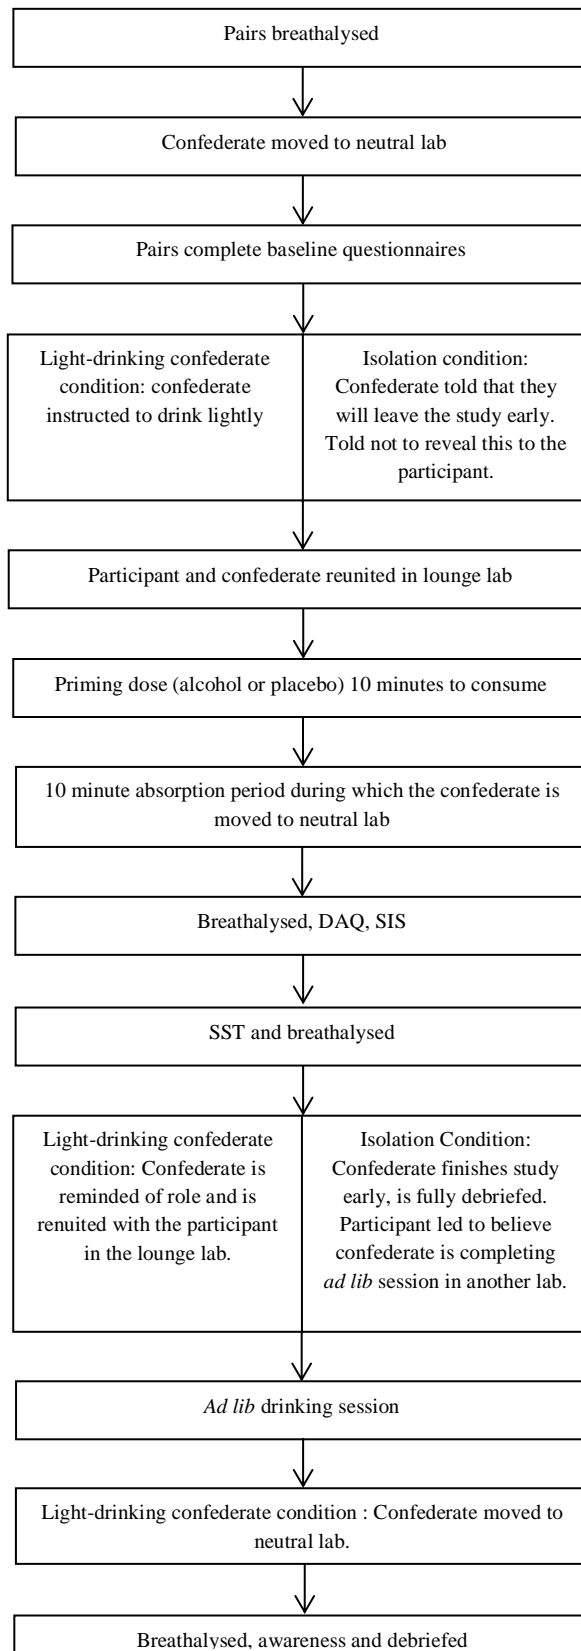 Pairs breathalysed
Confederate moved to neutral lab
Pairs complete baseline questionnaires
Light-drinking confederate
condition: confederate
instructed to drink lightly
Isolation condition:
Confederate told that they
will leave the study early.
Told not to reveal this to the
participant.
Participant and confederate reunited in lounge lab
Priming dose (alcohol or placebo) 10 minutes to consume
10 minute absorption period during which the confederate is
moved to neutral lab
Breathalysed, DAQ, SIS
SST and breathalysed
Light-drinking confederate
condition: Confederate is
reminded of role and is
renuited with the participant
in the lounge lab.
Isolation Condition:
Confederate finishes study
early, is fully debriefed.
Participant led to believe
confederate is completing
ad lib session in another lab.
Ad lib drinking session
Light-drinking confederate condition : Confederate moved to
neutral lab.
Breathalysed, awareness and debriefed